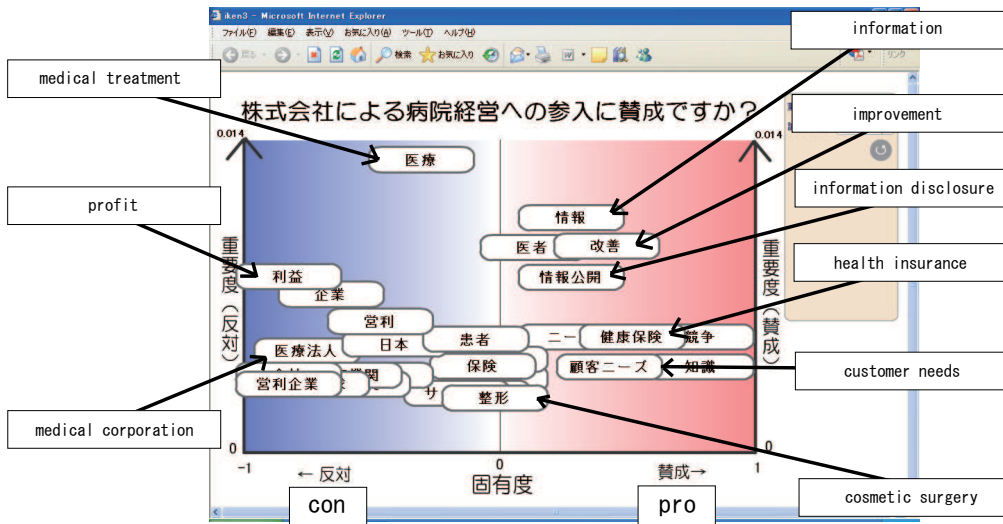 iken3 - Microsoft Internet Explorer
ファイル(F) 編集(E) 表示(V) お気に入り(A) ツール(T) ヘルプ(H)
戻る 検索 お気に入り リンク
information
medical treatment
株式会社による病院経営への参入に賛成ですか?
improvement
0.014
0.014
医療
information disclosure
profit
情報
医者
改善
重要度(反対)
重要度(賛成)
利益
情報公開
health insurance
企業
営利
日本
患者
ニー
健康保険
競争
医療法人
保険
顧客ニーズ
知識
customer needs
機関
営利企業
サ
整形
medical corporation
0
0
-1
← 反対
0
固有度
賛成→
1
con
pro
cosmetic surgery